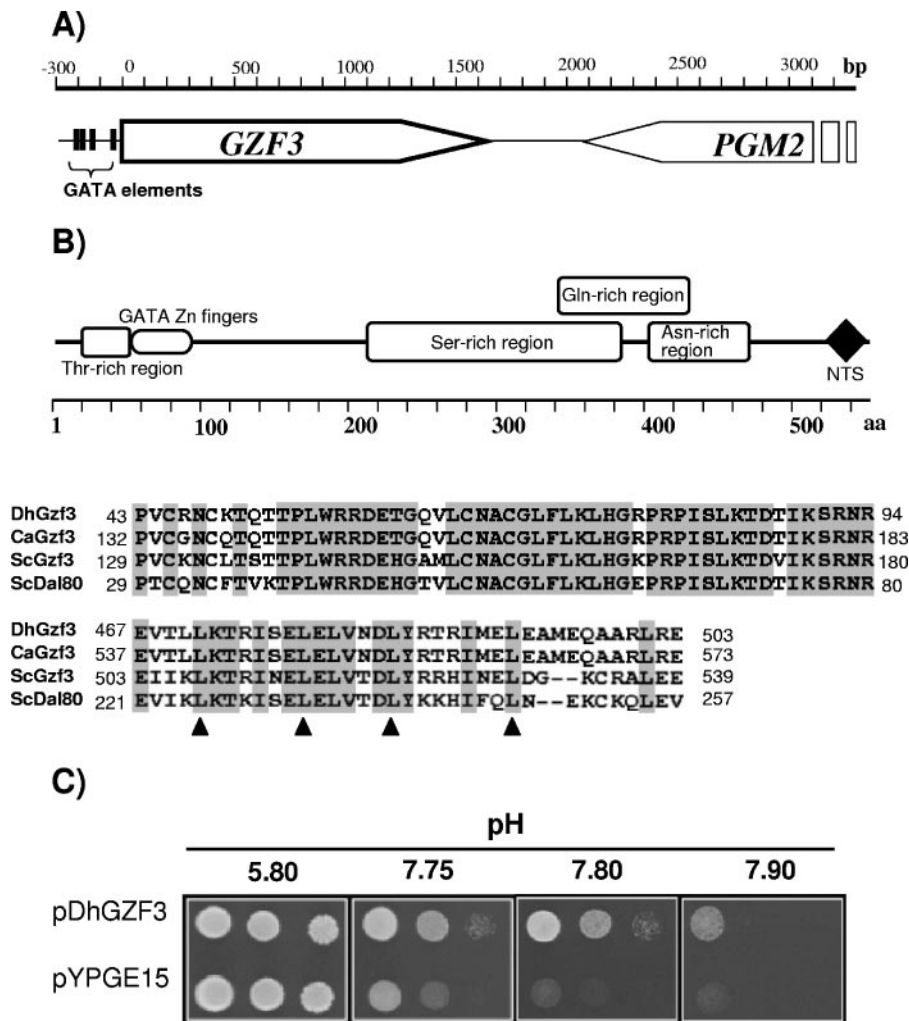 A)
-300 0 500 1000 1500 2000 2500 3000 bp
GZF3 PGM2
GATA elements
B)
Gln-rich region
GATA Zn fingers
Ser-rich region
Asn-rich region
Thr-rich region
NTS
1 100 200 300 400 500 aa
DhGzf3 43 PVCRNCKTQTTPLWRRDETGQVLCNACGLFLKLHGRPRPISLKTDTIKSRNR 94
CaGzf3 132 PVCGNCQTQTTPLWRRDETGQVLCNACGLFLKLHGRPRPISLKTDVIKSRNR 183
ScGzf3 129 PVCKNCLTSTTPLWRRDEHGAMLCNACGLFLKLHGKPRPISLKTDVIKSRNR 180
ScDal80 29 PTCQNCFTVKTPLWRRDEHGTVLCNACGLFLKLHGEPRPISLKTDTIKSRNR 80
DhGzf3 467 EVTLLKTRISELELVNDLYRTRIMELEAMEQAARLRE 503
CaGzf3 537 EVTLLKTRISELELVNDLYRTRIMELEAMEQAARLRE 573
ScGzf3 503 EIIKLKTRINELELVTDLYRRHINELDG--KCRALEE 539
ScDal80 221 EVIKLKTKISELELVTDLYKKHIFQLN--EKCKQLEV 257
C)
pH
5.80 7.75 7.80 7.90
pDhGZF3
pYPGE15